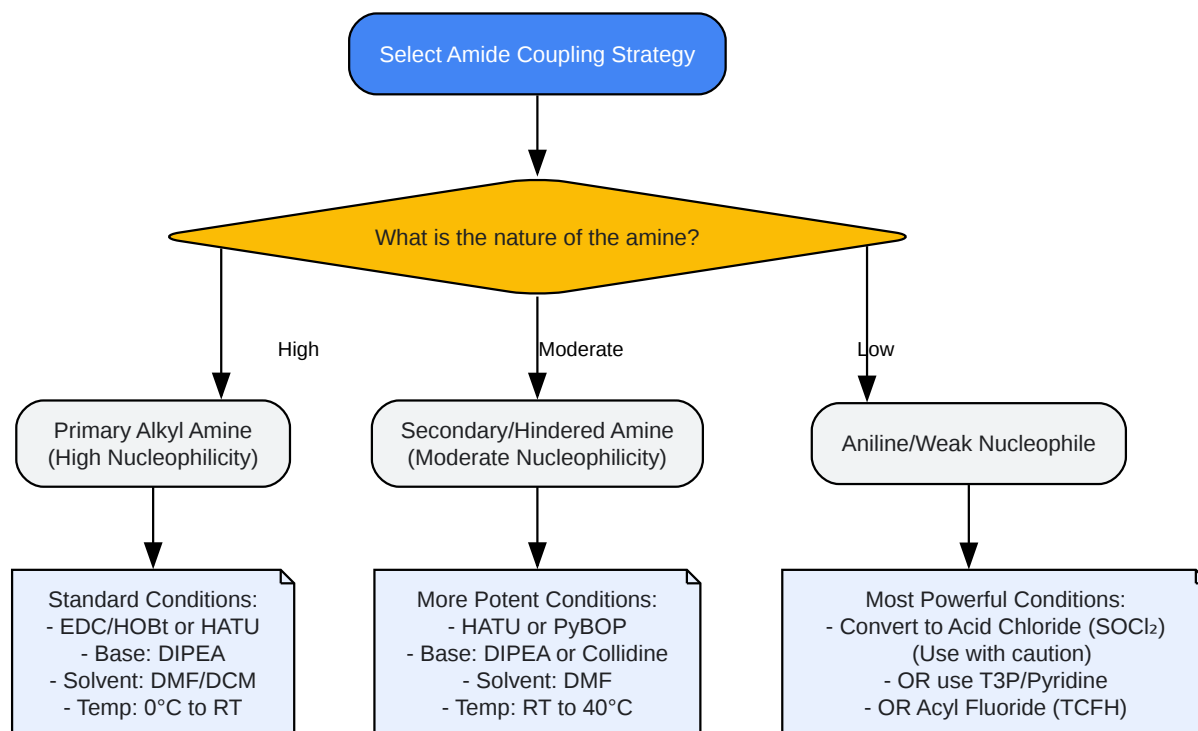 Select Amide Coupling Strategy
What is the nature of the amine?
High
Moderate
Low
Primary Alkyl Amine
(High Nucleophilicity)
Secondary/Hindered Amine
(Moderate Nucleophilicity)
Aniline/Weak Nucleophile
Standard Conditions:
- EDC/HOBt or HATU
- Base: DIPEA
- Solvent: DMF/DCM
- Temp: 0°C to RT
More Potent Conditions:
- HATU or PyBOP
- Base: DIPEA or Collidine
- Solvent: DMF
- Temp: RT to 40°C
Most Powerful Conditions:
- Convert to Acid Chloride (SOCl₂)
(Use with caution)
- OR use T3P/Pyridine
- OR Acyl Fluoride (TCFH)